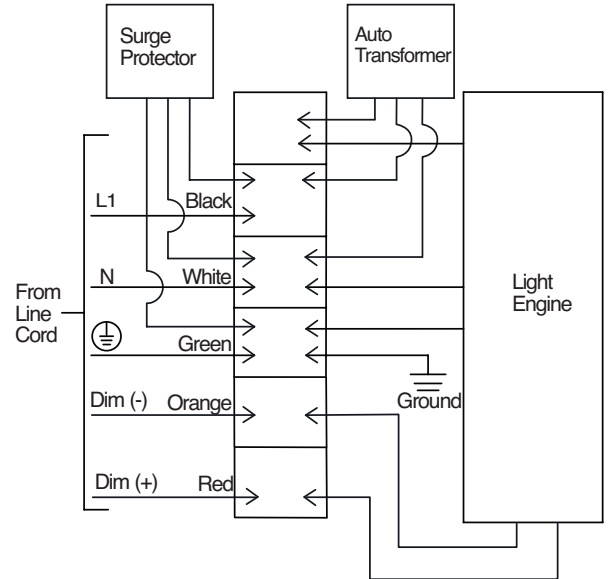 Surge
Protector
Auto
Transformer
L1
Black
N
White
From
Line
Cord
Green
Light
Engine
Ground
Dim (-)
Orange
Dim (+)
Red